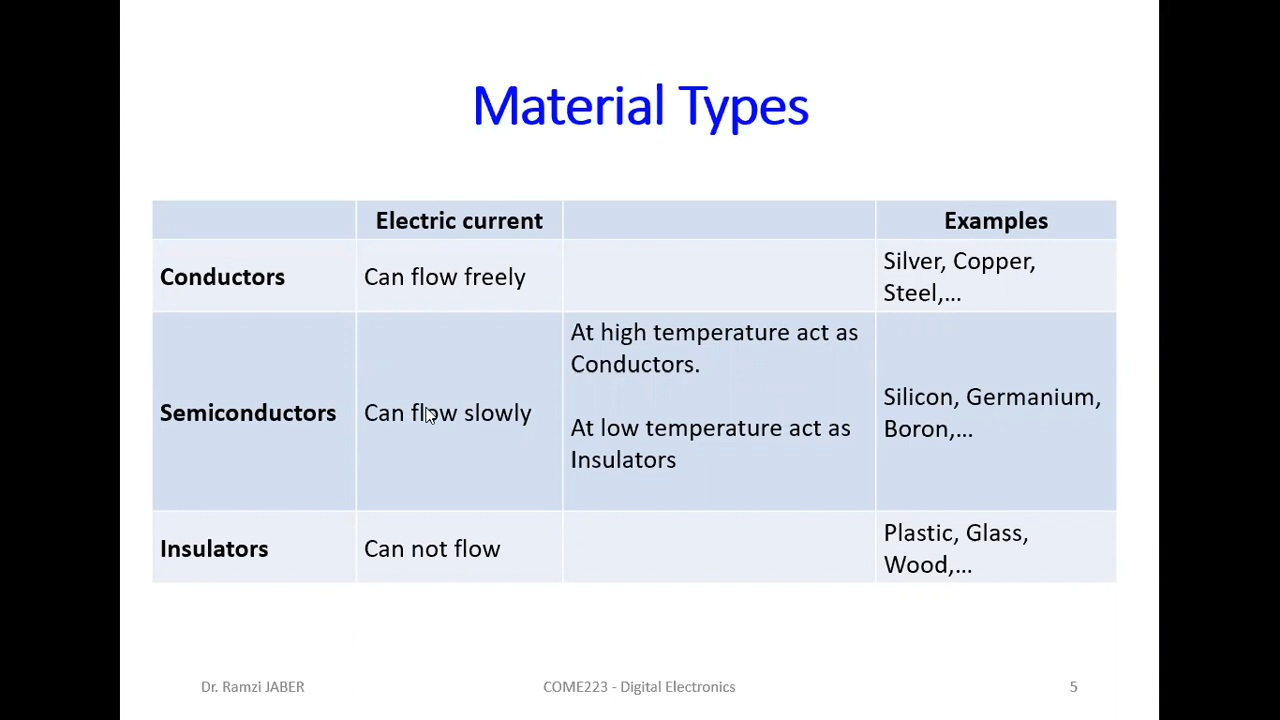 Material Types
Electric current
Examples
Conductors
Can flow freely
Silver, Copper,
Steel,...
Semiconductors
Can flow slowly
At high temperature act as
Conductors.
At low temperature act as
Insulators
Silicon, Germanium,
Boron,...
Insulators
Can not flow
Plastic, Glass,
Wood,...
Dr. Ramzi JABER
COME223 - Digital Electronics
5